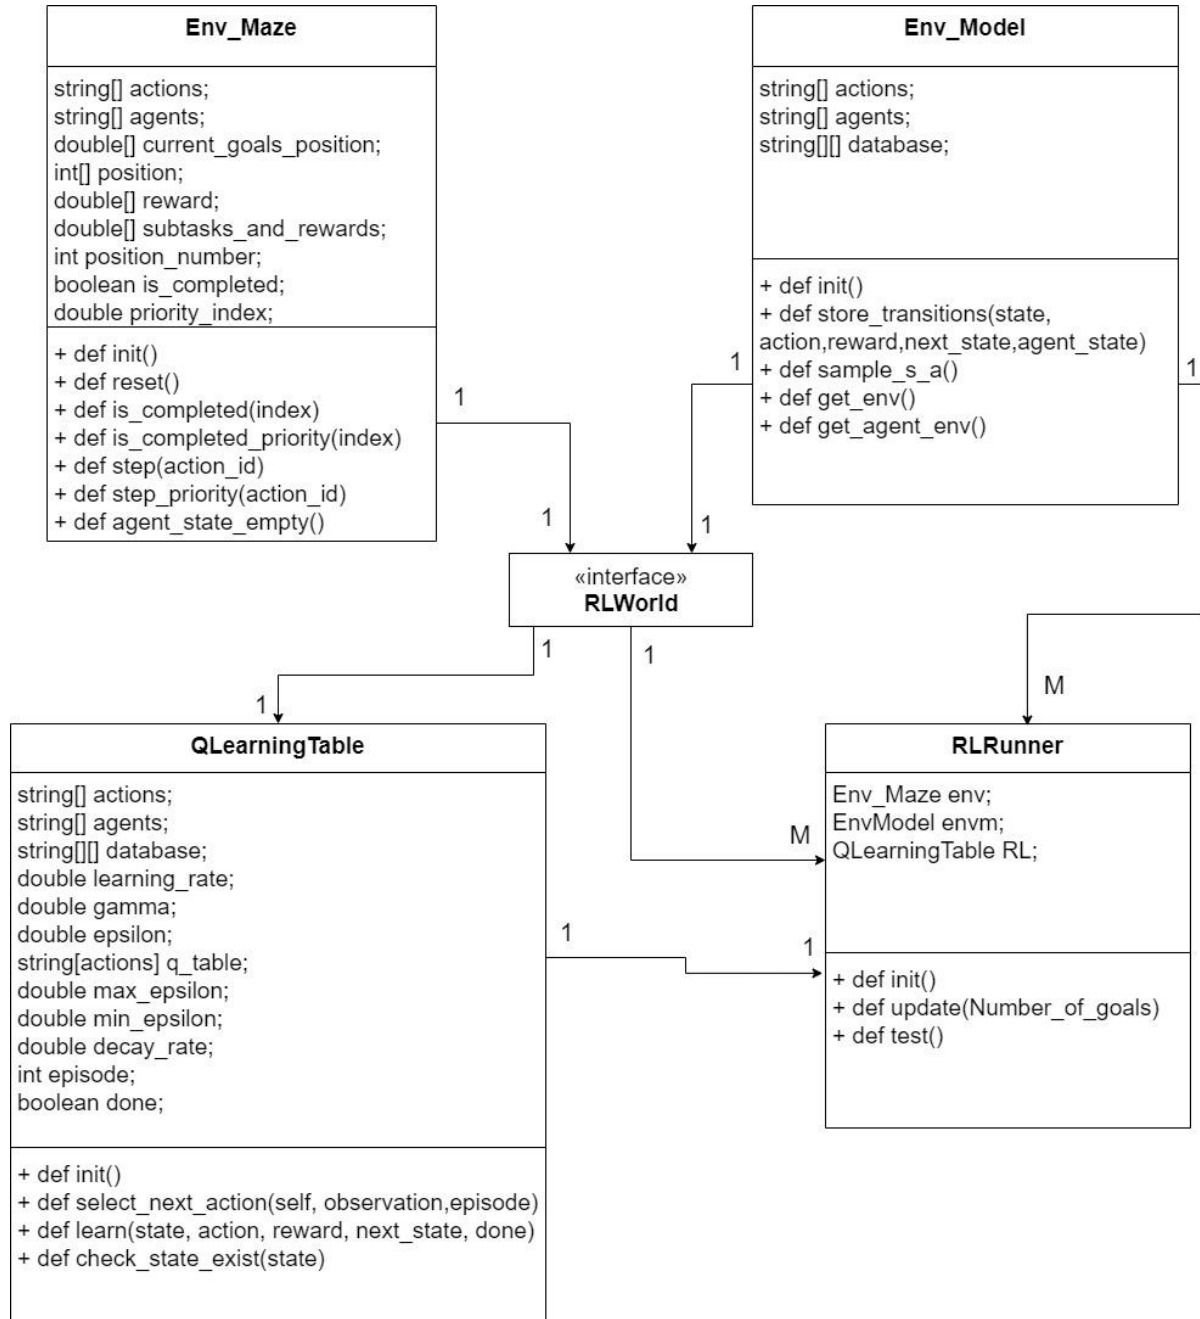 Env_Maze
string[] actions;
string[] agents;
double[] current_goals_position;
int[] position;
double[] reward;
double[] subtasks_and_rewards;
int position_number;
boolean is_completed;
double priority_index;
+ def init()
+ def reset()
+ def is_completed(index)
+ def is_completed_priority(index)
+ def step(action_id)
+ def step_priority(action_id)
+ def agent_state_empty()
Env_Model
string[] actions;
string[] agents;
string[][] database;
+ def init()
+ def store_transitions(state,
action,reward,next_state,agent_state)
+ def sample_s_a()
+ def get_env()
+ def get_agent_env()
1
1
1
1
1
«interface»
RLWorld
1
1
1
M
M
QLearningTable
string[] actions;
string[] agents;
string[][] database;
double learning_rate;
double gamma;
double epsilon;
string[actions] q_table;
double max_epsilon;
double min_epsilon;
double decay_rate;
int episode;
boolean done;
+ def init()
+ def select_next_action(self, observation,episode)
+ def learn(state, action, reward, next_state, done)
+ def check_state_exist(state)
1
1
RLRunner
Env_Maze env;
EnvModel envm;
QLearningTable RL;
+ def init()
+ def update(Number_of_goals)
+ def test()